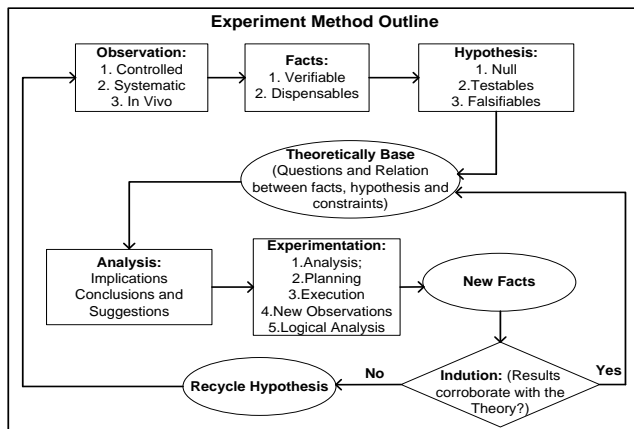 Experiment Method Outline
Observation:
1. Controlled
2. Systematic
3. In Vivo
Facts:
1. Verifiable
2. Dispensables
Hypothesis:
1. Null
2.Testables
3. Falsifiables
Theoretically Base
(Questions and Relation
between facts, hypothesis and
constraints)
Analysis:
Implications
Conclusions and
Suggestions
Experimentation:
1.Analysis;
2.Planning
3.Execution
4.New Observations
5.Logical Analysis
New Facts
Indution: (Results
corroborate with the
Theory?)
Yes
No
Recycle Hypothesis